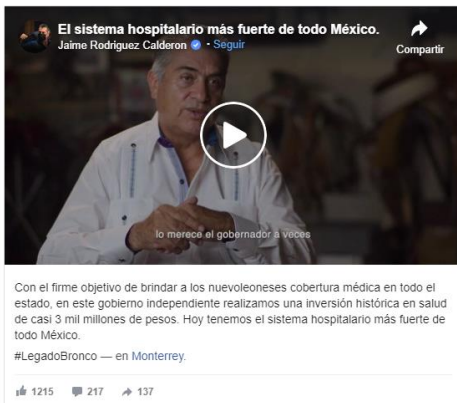 El sistema hospitalario más fuerte de todo México.
Jaime Rodriguez Calderon · Seguir
Compartir
lo merece el gobernador a veces
Con el firme objetivo de brindar a los nuevoleoneses cobertura médica en todo el
estado, en este gobierno independiente realizamos una inversión histórica en salud
de casi 3 mil millones de pesos. Hoy tenemos el sistema hospitalario más fuerte de
todo México.
#LegadoBronco — en Monterrey.
1215 217 137